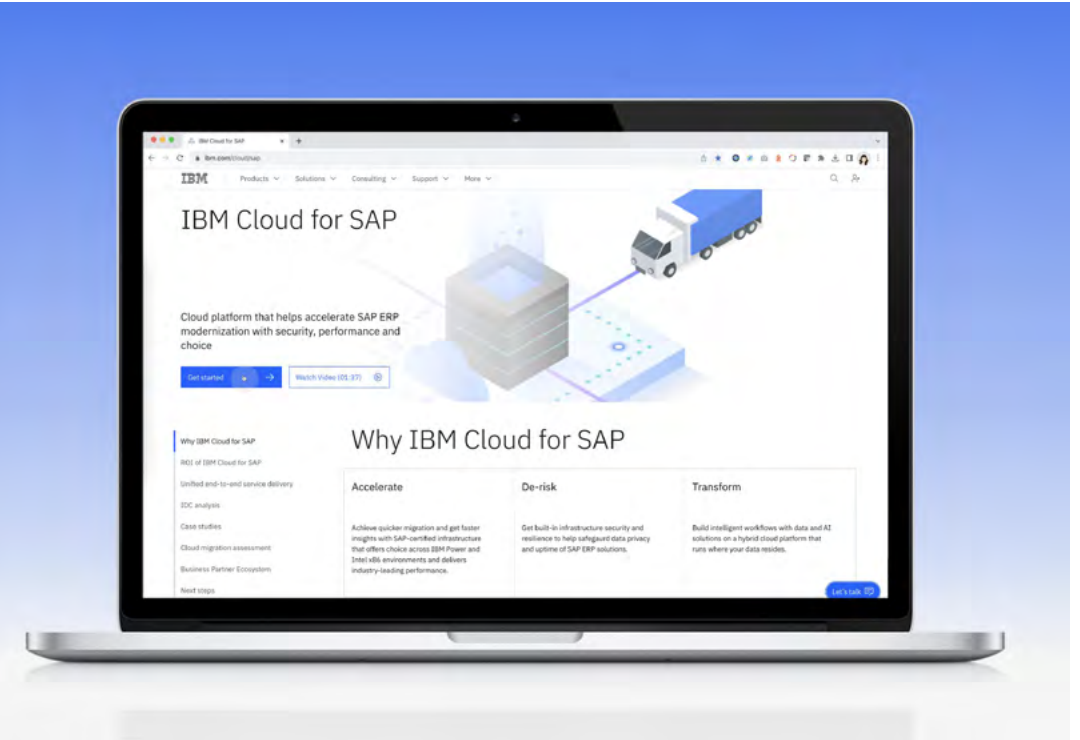 IBM Cloud for SAP
ibm.com/cloud/sap
IBM Products Solutions Consulting Support More
IBM Cloud for SAP
Cloud platform that helps accelerate SAP ERP
modernization with security, performance and
choice
Get started
Watch Video (01:37)
Why IBM Cloud for SAP
ROI of IBM Cloud for SAP
Unified end-to-end service delivery
IDC analysis
Case studies
Cloud migration assessment
Business Partner Ecosystem
Next steps
Why IBM Cloud for SAP
Accelerate
Achieve quicker migration and get faster
insights with SAP-certified infrastructure
that offers choice across IBM Power and
Intel x86 environments and delivers
industry-leading performance.
De-risk
Get built-in infrastructure security and
resilience to help safegaurd data privacy
and uptime of SAP ERP solutions.
Transform
Build intelligent workflows with data and AI
solutions on a hybrid cloud platform that
runs where your data resides.
Let's talk